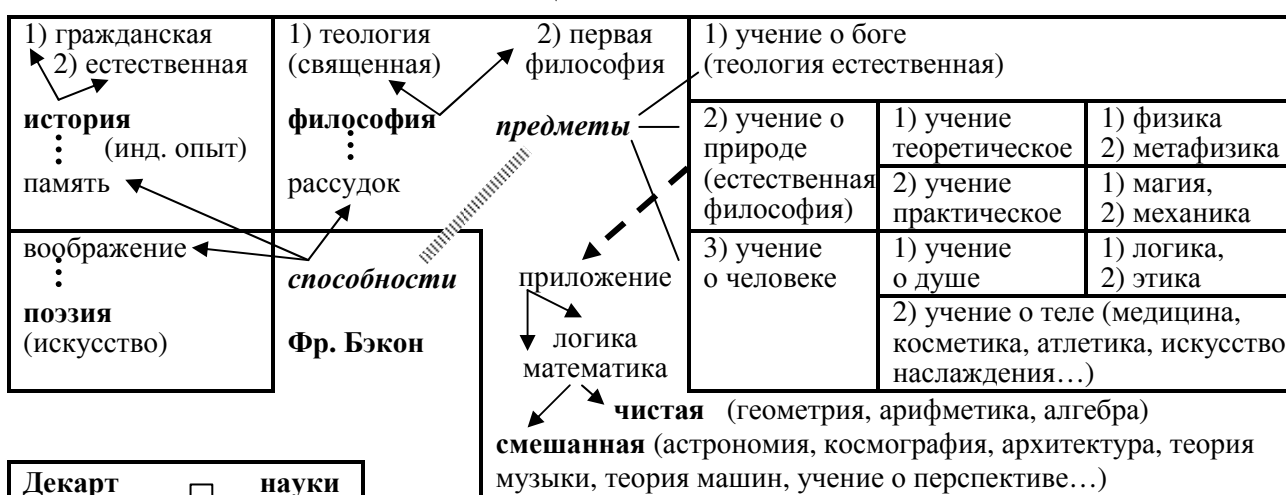 1) гражданская
2) естественная
история
(инд. опыт)
память
1) теология
(священная)
философия
рассудок
2) первая
философия
предметы
1) учение о боге
(теология естественная)
2) учение о
природе
(естественная
философия)
1) учение
теоретическое
1) физика
2) метафизика
2) учение
практическое
1) магия,
2) механика
воображение
поэзия
(искусство)
способности
Фр. Бэкон
приложение
логика
математика
3) учение
о человеке
1) учение
о душе
1) логика,
2) этика
2) учение о теле (медицина,
косметика, атлетика, искусство
наслаждения…)
чистая (геометрия, арифметика, алгебра)
смешанная (астрономия, космография, архитектура, теория
музыки, теория машин, учение о перспективе…)
Декарт науки